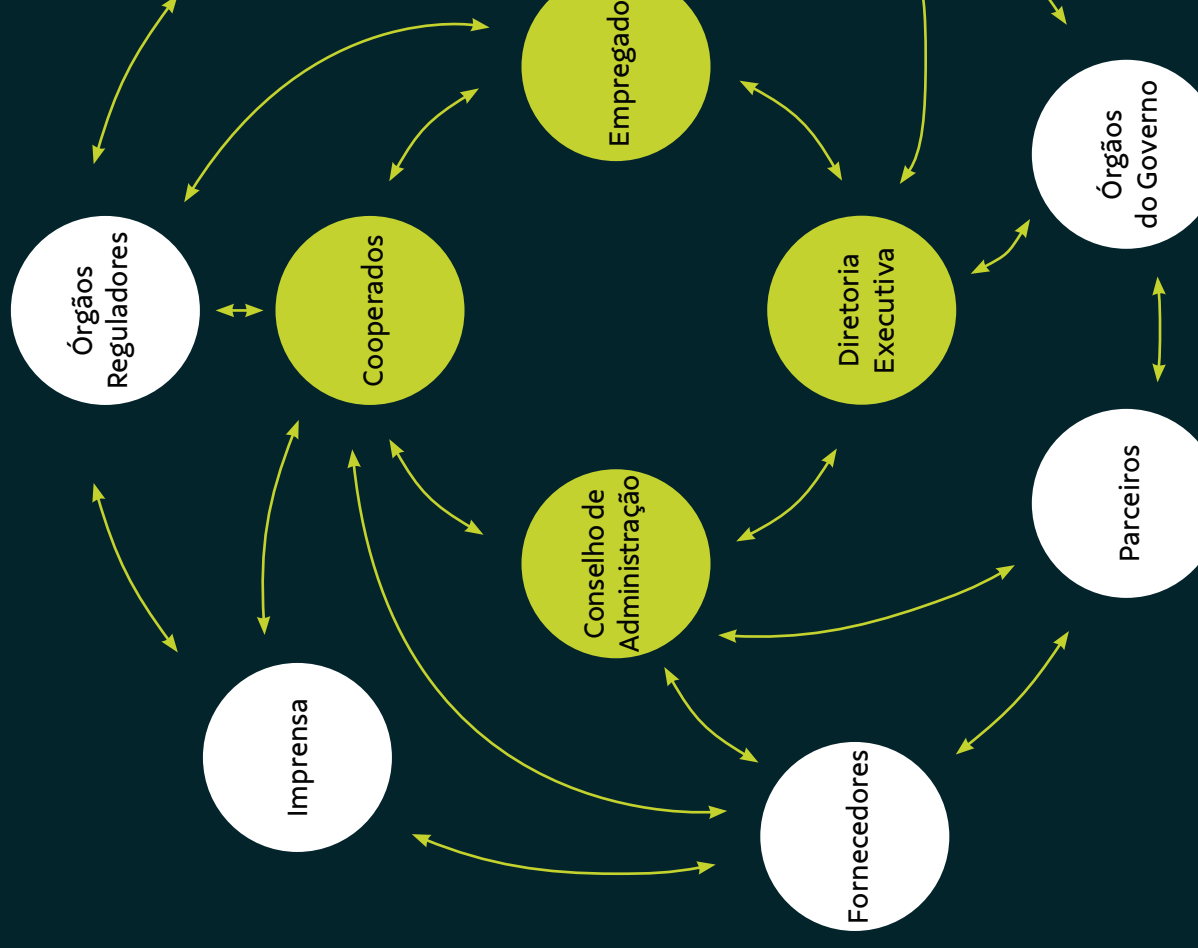 Órgãos
Reguladores
Imprensa
Cooperados
Conselho de
Administração
Empregado
Fornecedores
Diretoria
Executiva
Parceiros
Órgãos
do Governo